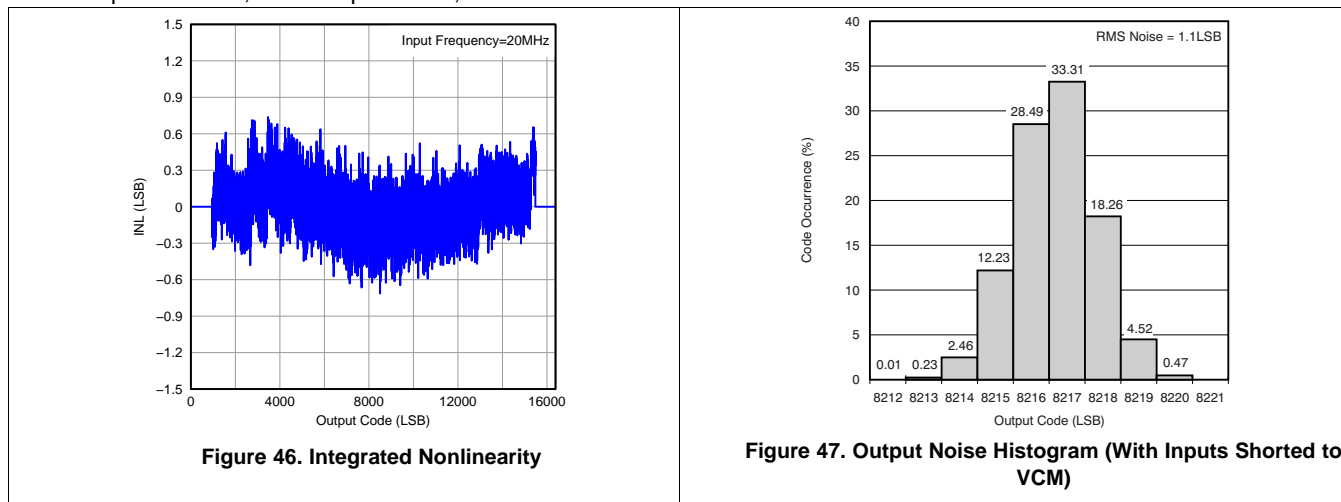 1.5
Input Frequency=20MHz
1.2
0.9
0.6
0.3
0
−0.3
−0.6
−0.9
−1.2
−1.5
INL (LSB)
0 4000 8000 12000 16000
Output Code (LSB)
Figure 46. Integrated Nonlinearity
40
RMS Noise = 1.1LSB
35
30
25
20
15
10
5
0
Code Occurrence (%)
0.01 0.23 2.46 12.23 28.49 33.31 18.26 4.52 0.47
8212 8213 8214 8215 8216 8217 8218 8219 8220 8221
Output Code (LSB)
Figure 47. Output Noise Histogram (With Inputs Shorted to
VCM)